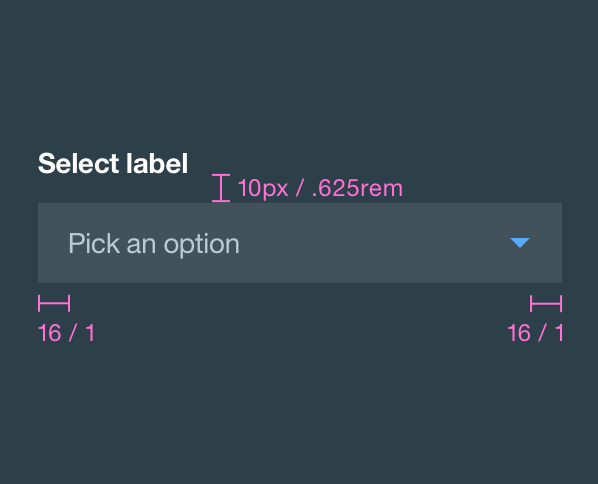 Select label
10px / .625rem
Pick an option
16 / 1
16 / 1